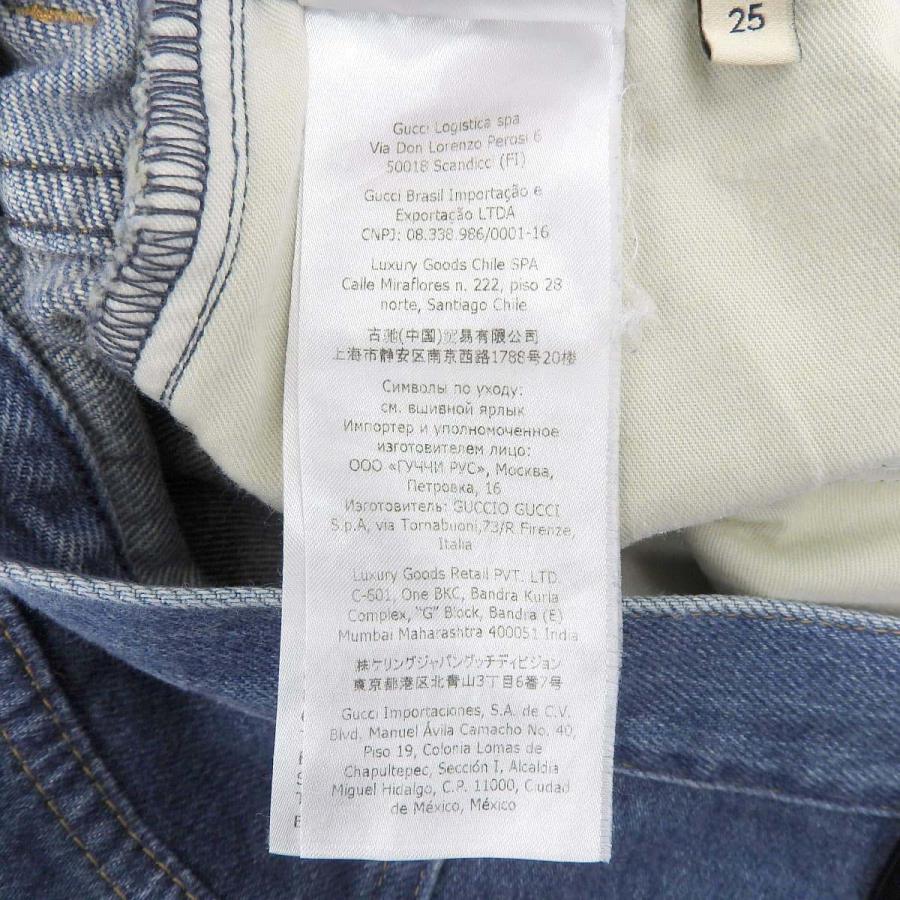 25
Gucci Logistica spa
Via Don Lorenzo Perosi 6
50018 Scandicci (FI)
Gucci Brasil Importação e
Exportação LTDA
CNPJ: 08.338.986/0001-16
Luxury Goods Chile SPA
Calle Miraflores n. 222, piso 28
norte, Santiago Chile
古驰(中国)贸易有限公司
上海市静安区南京西路1788号20楼
Символы по уходу:
см. вшивной ярлык
Импортер и уполномоченное
изготовителем лицо:
ООО «ГУЧЧИ РУС», Москва,
Петровка, 16
Изготовитель: GUCCIO GUCCI
S.p.A, via Tornabuoni,73/R Firenze,
Italia
Luxury Goods Retail PVT. LTD.
C-601, One BKC, Bandra Kurla
Complex, "G" Block, Bandra (E)
Mumbai Maharashtra 400051 India
㈱ケリングジャパングッチディビジョン
東京都港区北青山3丁目6番7号
Gucci Importaciones, S.A. de C.V.
Blvd. Manuel Ávila Camacho No. 40,
Piso 19, Colonia Lomas de
Chapultepec, Sección I, Alcaldia
Miguel Hidalgo, C.P. 11000, Ciudad
de México, México